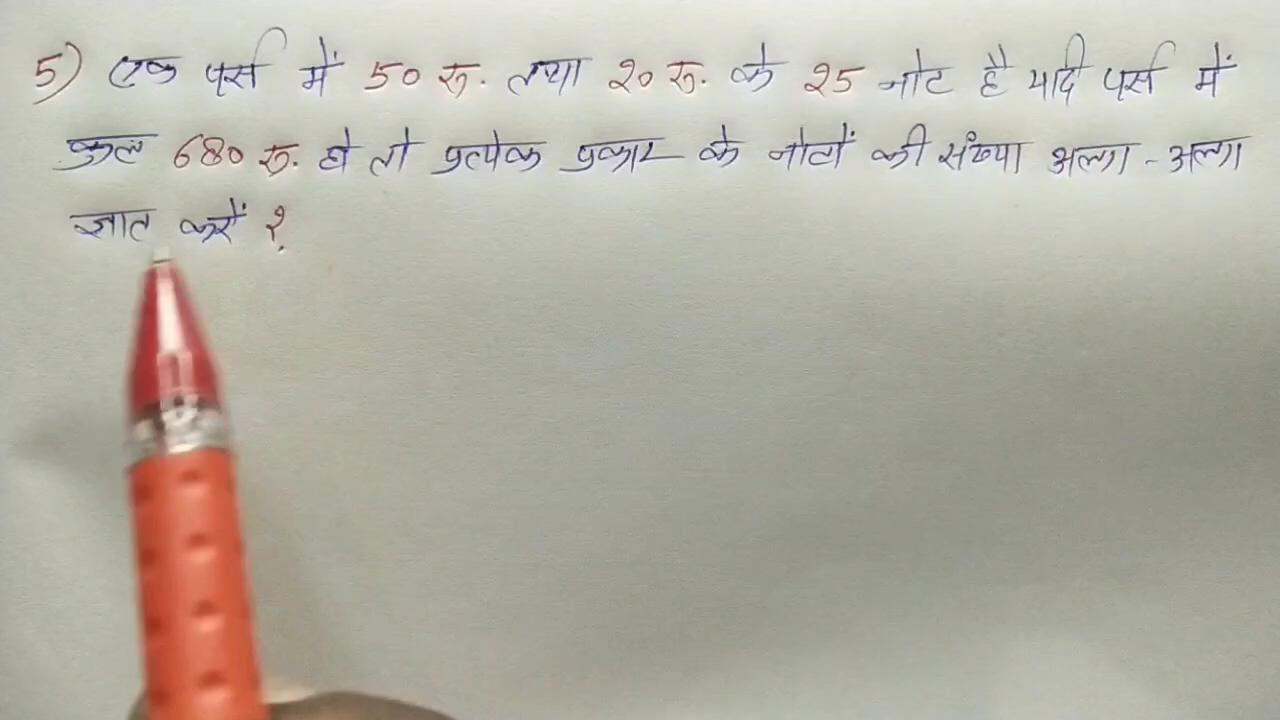 5) एक पर्स में 50 रु. तथा 20 रु. के 25 नोट है यदि पर्स में
कुल 680 रु. हो तो प्रत्येक प्रकार के नोटों की संख्या अलग - अलग
ज्ञात करें ?